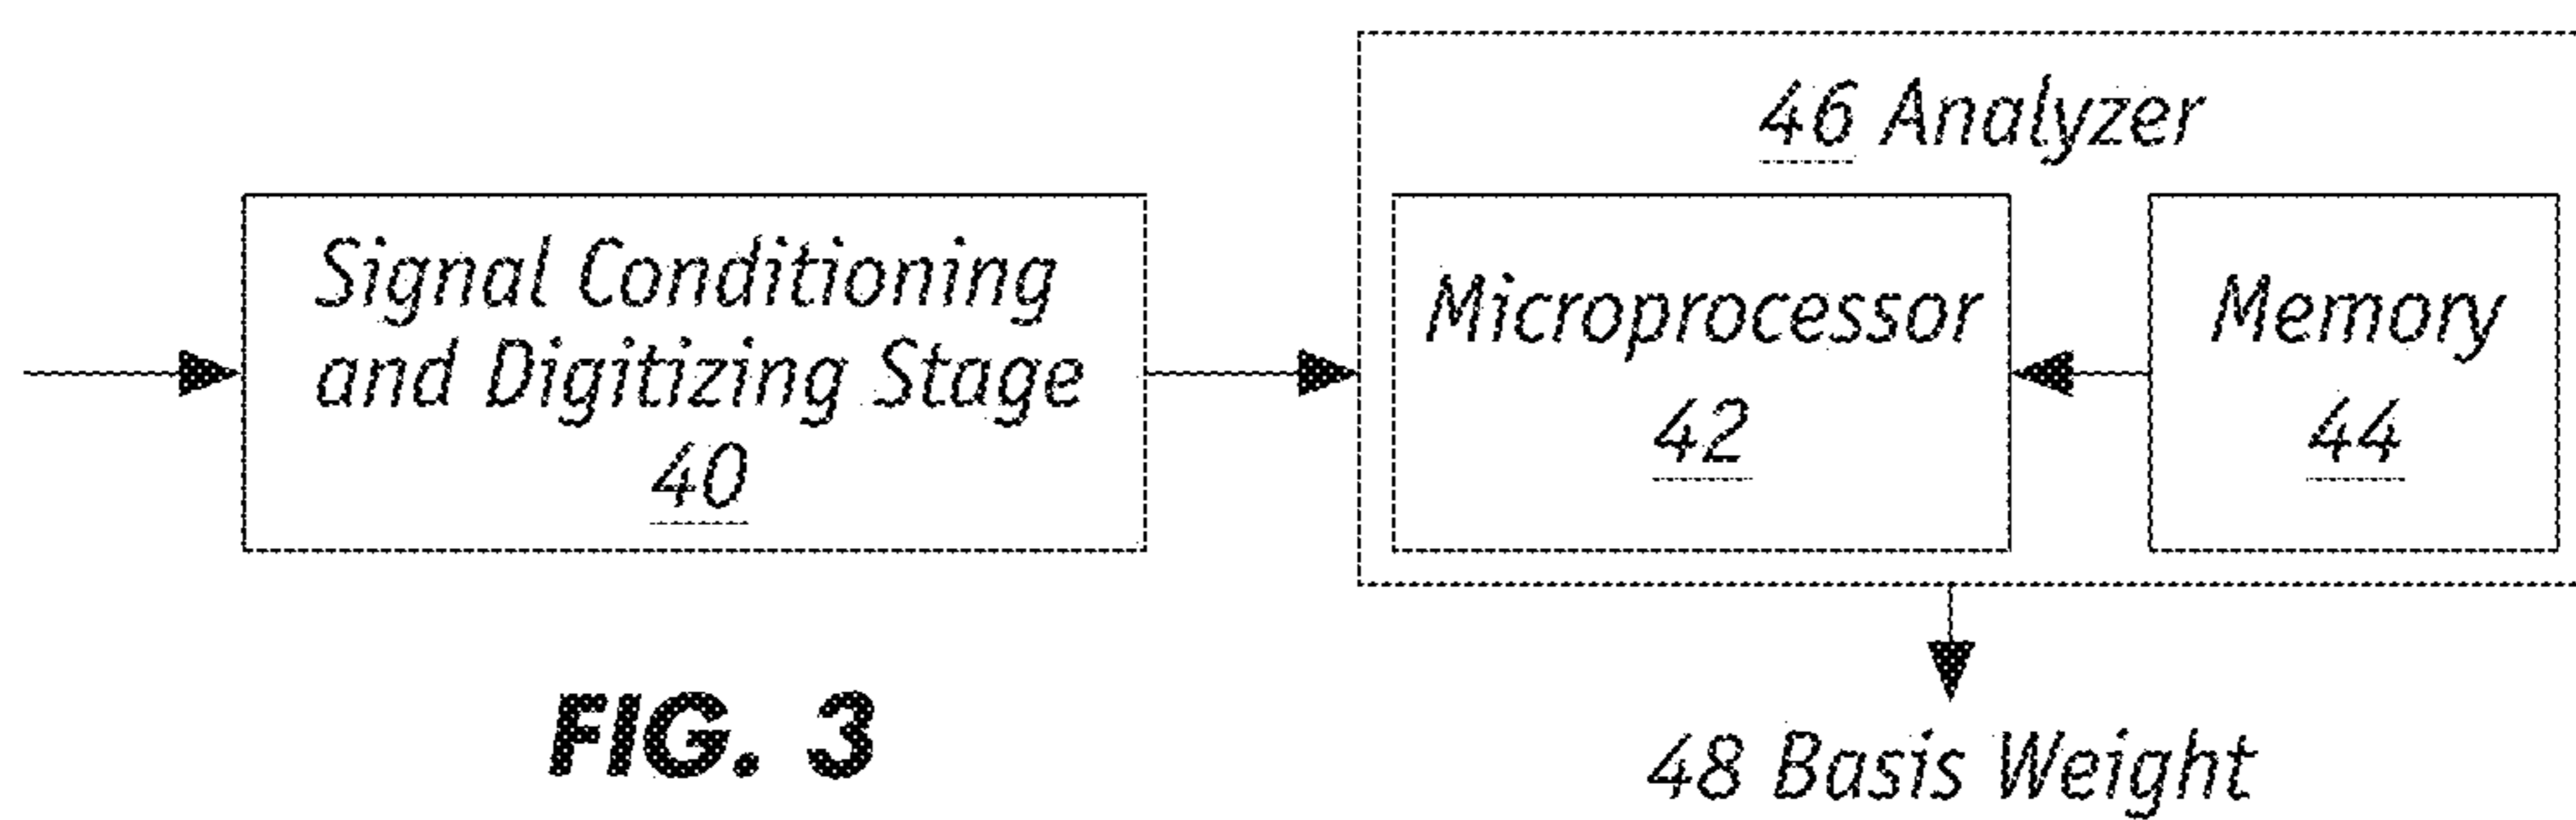 Signal Conditioning
and Digitizing Stage
40
46 Analyzer
Microprocessor
42
Memory
44
48 Basis Weight
FIG. 3